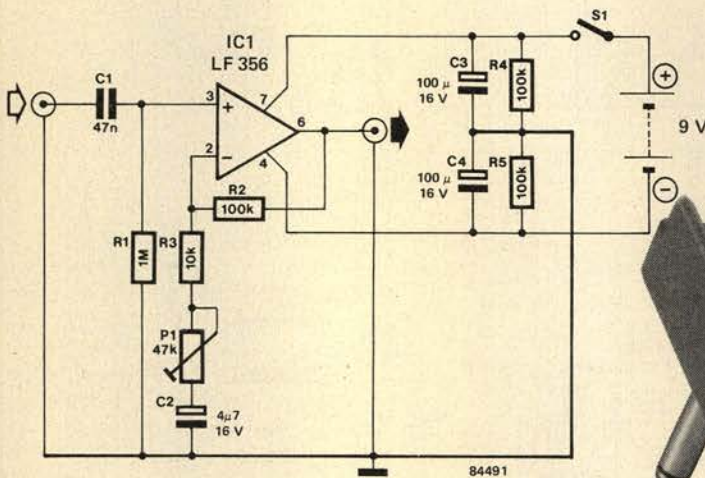 IC1
LF 356
C1
47n
3
+
7
2
–
4
6
R2
100k
R1
1M
R3
10k
P1
47k
C2
4μ7
16 V
C3
100 μ
16 V
R4
100k
C4
100 μ
16 V
R5
100k
S1
+
9 V
–
84491